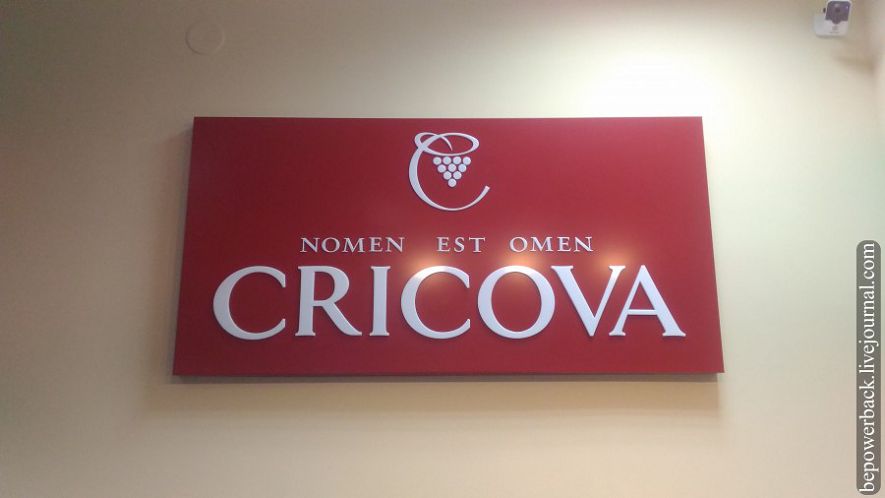 NOMEN EST OMEN
CRICOVA
bepowerback.livejournal.com